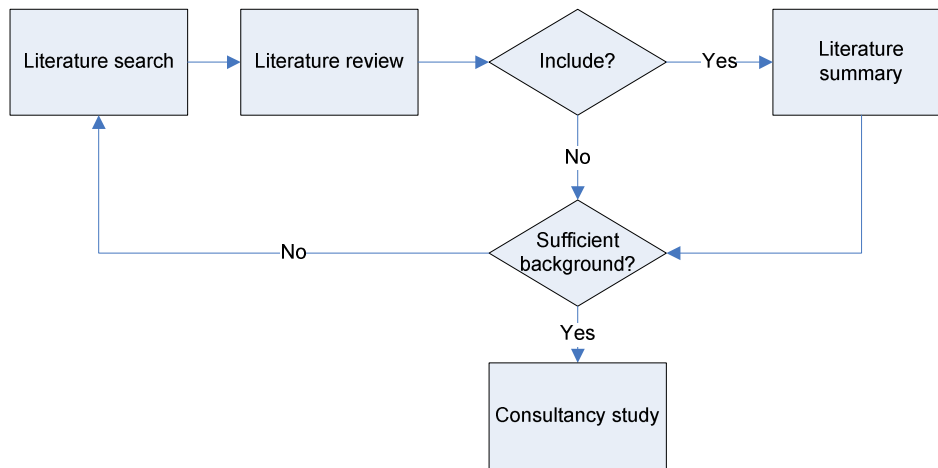 Literature search
Literature review
Include?
Yes
Literature
summary
No
Sufficient
background?
No
Yes
Consultancy study